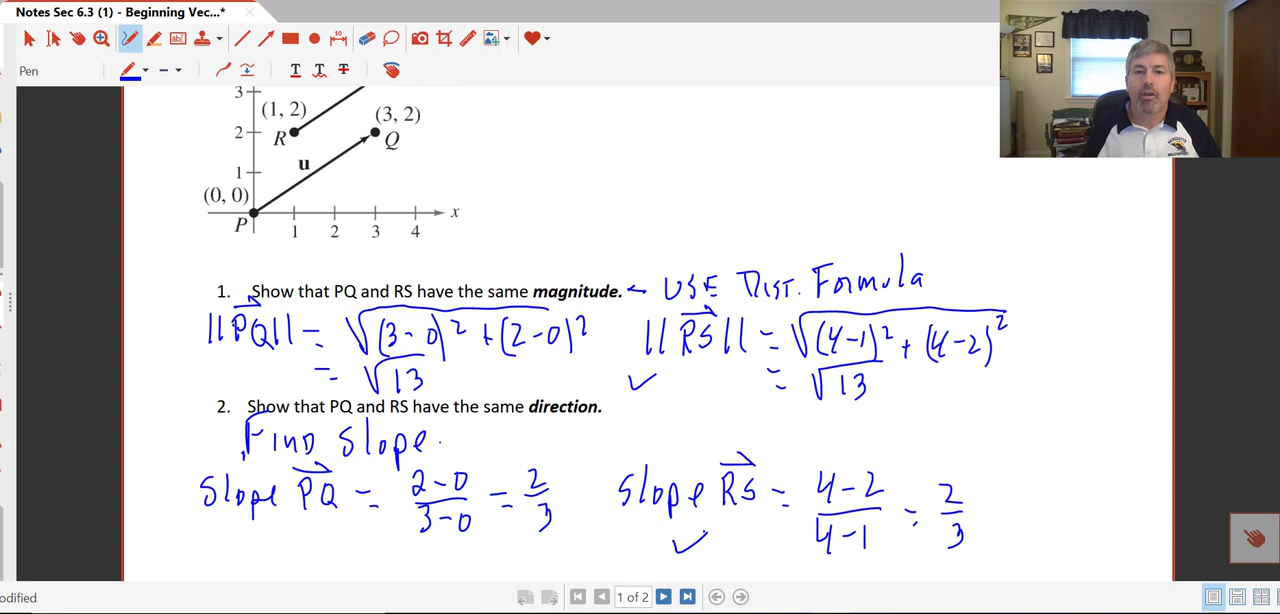 Notes Sec 6.3 (1) - Beginning Vec...*
Pen
3
(1, 2)
(3, 2)
2
R
Q
u
1
(0, 0)
P
1 2 3 4 x
1. Show that PQ and RS have the same magnitude. ← USE DIST. Formula
||PQ|| = √(3-0)² + (2-0)² ||RS|| = √(4-1)² + (4-2)²
= √13 ✓ = √13
2. Show that PQ and RS have the same direction.
Find Slope.
Slope PQ = 2-0/3-0 = 2/3 Slope RS = 4-2/4-1 = 2/3
✓
odified
1 of 2